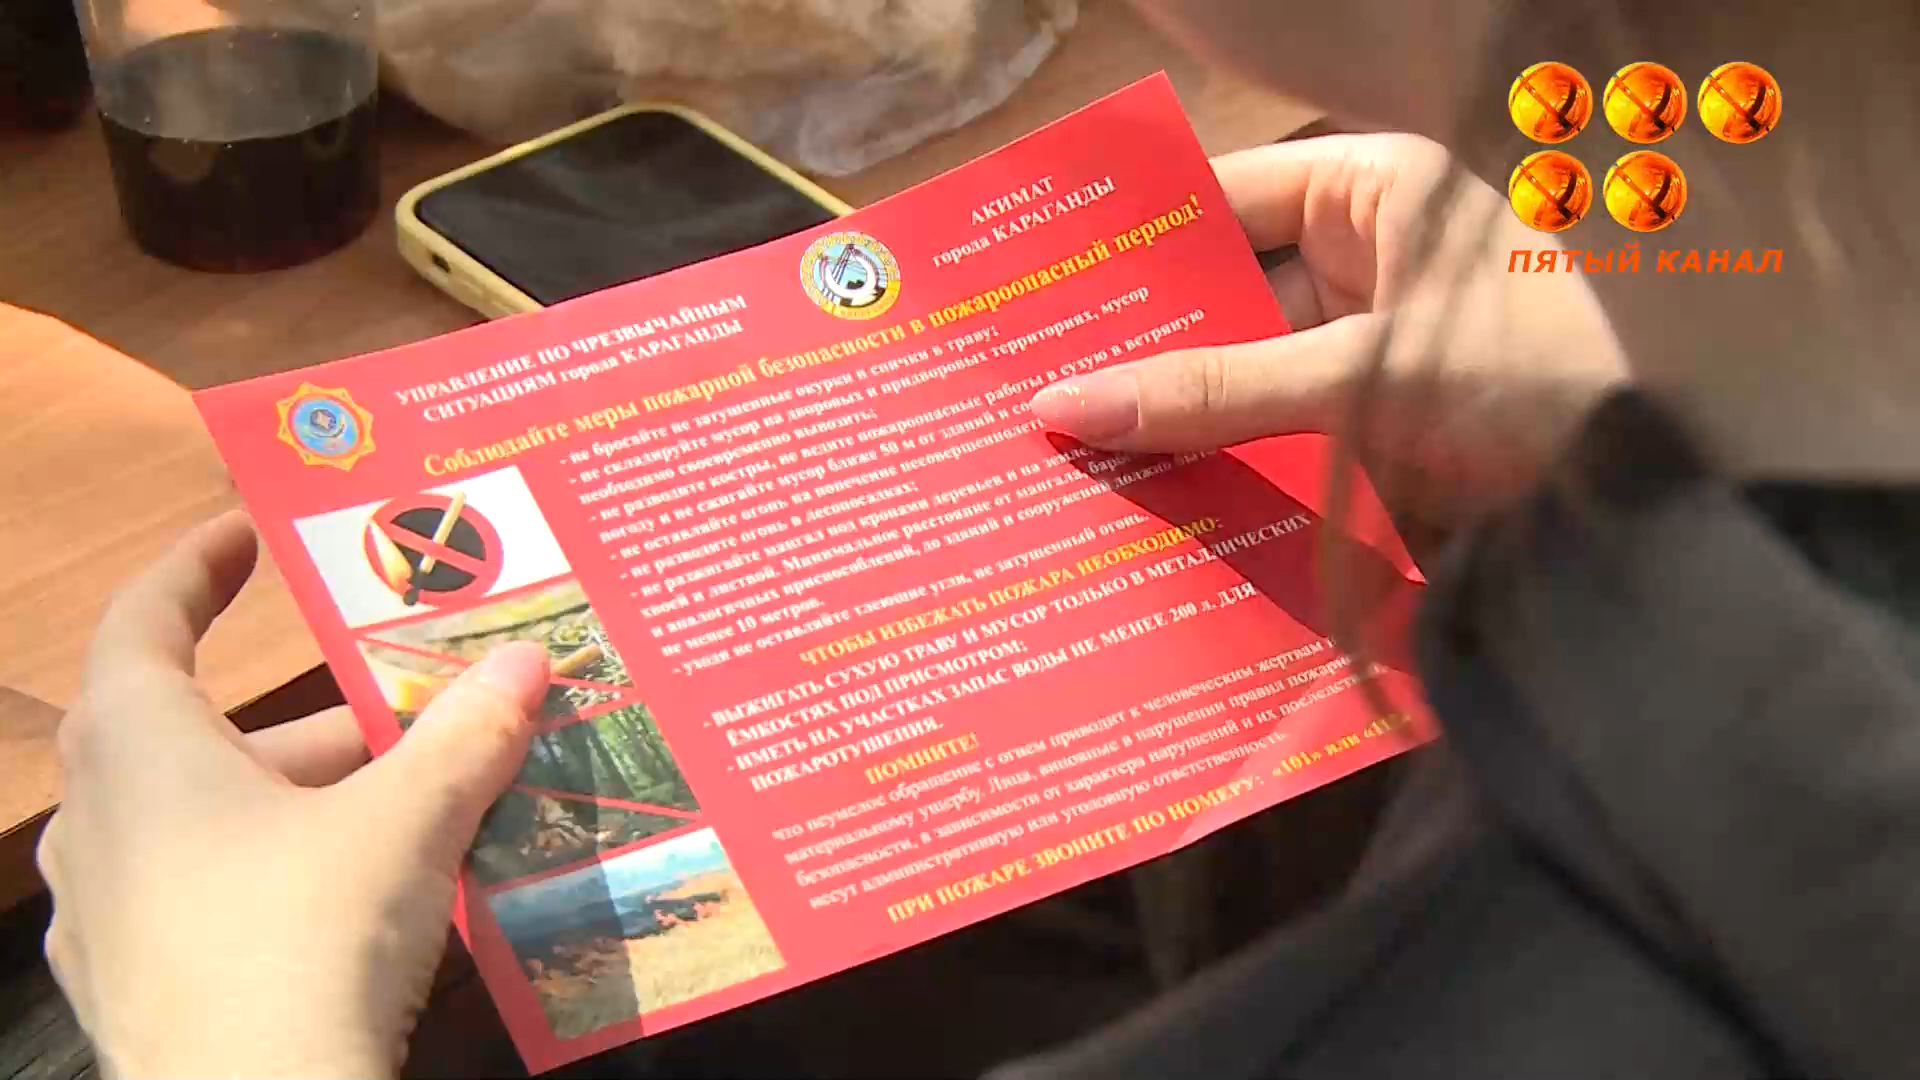 ПЯТЫЙ КАНАЛ
УПРАВЛЕНИЕ ПО ЧРЕЗВЫЧАЙНЫМ
СИТУАЦИЯМ города КАРАГАНДЫ
АКИМАТ
города КАРАГАНДЫ
Соблюдайте меры пожарной безопасности в пожароопасный период!
- не бросайте не затушенные окурки и спички в траву;
- не складируйте мусор на дворовых и придворовых территориях, мусор
необходимо своевременно вывозить;
- не разводите костры, не ведите пожароопасные работы в сухую и ветряную
погоду и не сжигайте мусор ближе 50 м от зданий и
- не оставляйте огонь на попечение
- не разводите огонь в лесопосадках;
- не разжигайте мангал под кронами деревьев и на
хвоей и листвой. Минимальное расстояние от мангала,
и аналогичных приспособлений, до зданий и сооружений должно
не менее 10 метров.
- уходя не оставляйте тлеющие угли, не затушенный огонь.
ЧТОБЫ ИЗБЕЖАТЬ ПОЖАРА НЕОБХОДИМО:
- ВЫЖИГАТЬ СУХУЮ ТРАВУ И МУСОР ТОЛЬКО В МЕТАЛЛИЧЕСКИХ
ЁМКОСТЯХ ПОД ПРИСМОТРОМ;
- ИМЕТЬ НА УЧАСТКАХ ЗАПАС ВОДЫ НЕ МЕНЕЕ 200 л. ДЛЯ
ПОЖАРОТУШЕНИЯ.
ПОМНИТЕ!
что неумелое обращение с огнем приводит к человеческим жертвам и
материальному ущербу. Лица, виновные в нарушении правил
безопасности, в зависимости от характера нарушений и их
несут административную или уголовную ответственность.
ПРИ ПОЖАРЕ ЗВОНИТЕ ПО НОМЕРУ: «101» или